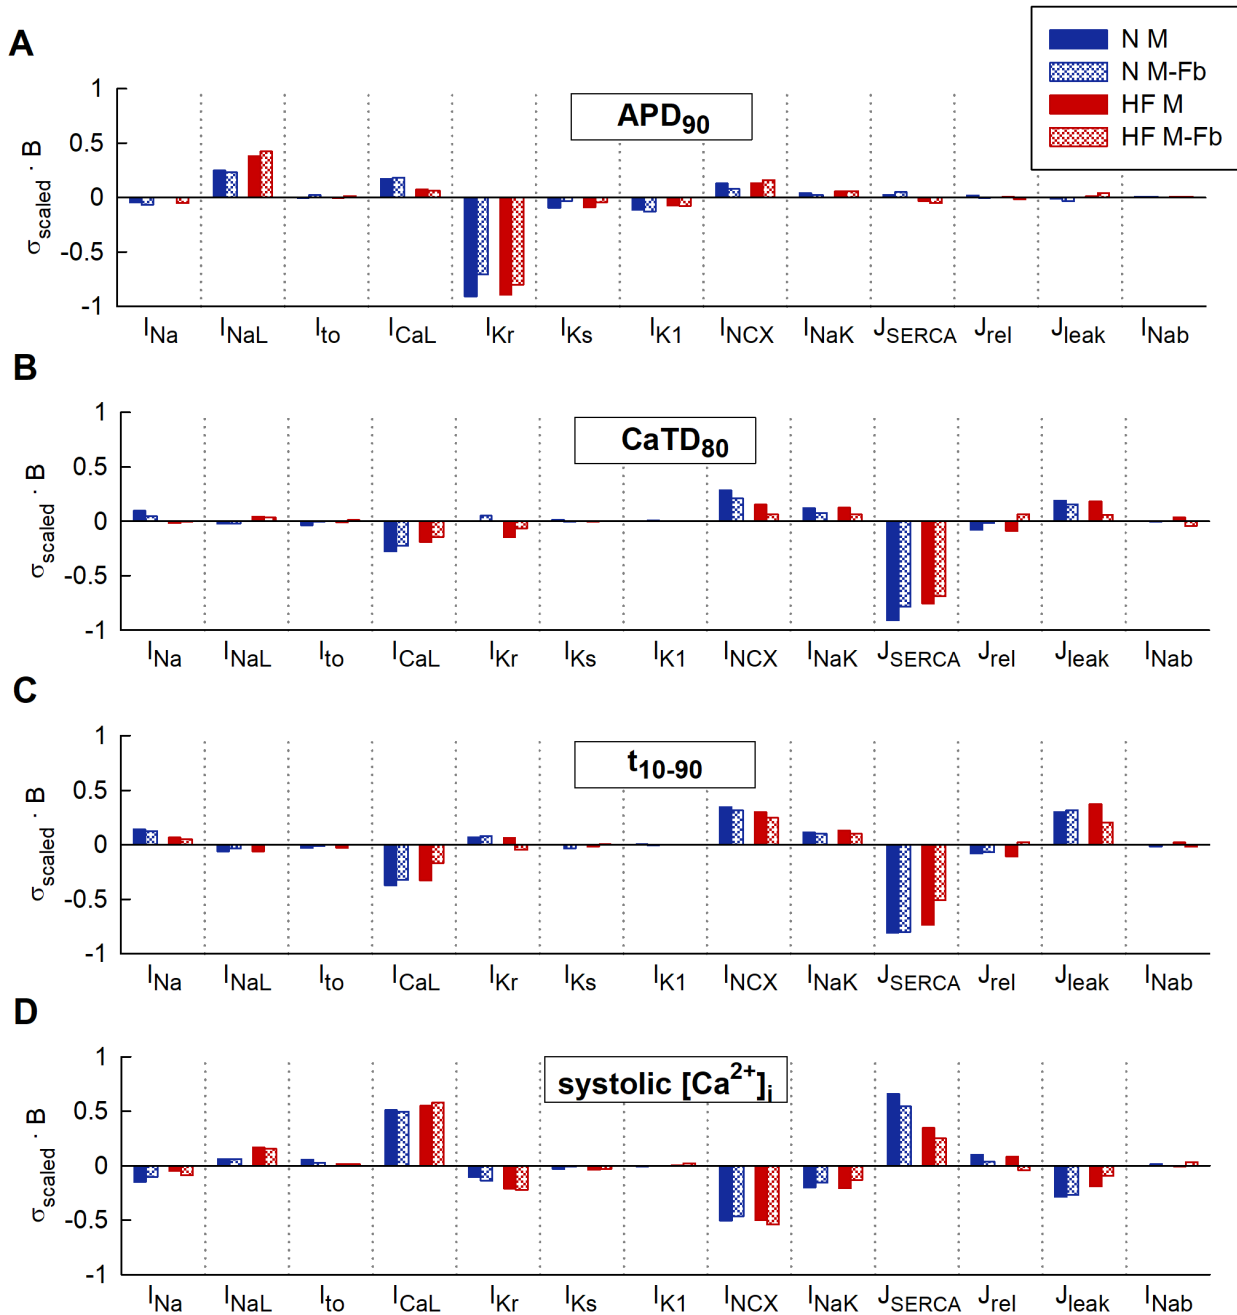 N M
N M-Fb
HF M
HF M-Fb
A
APD90
σscaled · B
1
0.5
0
-0.5
-1
INa INaL Ito ICaL IKr IKs IK1 INCX INaK JSERCA Jrel Jleak INab
B
CaTD80
σscaled · B
1
0.5
0
-0.5
-1
INa INaL Ito ICaL IKr IKs IK1 INCX INaK JSERCA Jrel Jleak INab
C
t10-90
σscaled · B
1
0.5
0
-0.5
-1
INa INaL Ito ICaL IKr IKs IK1 INCX INaK JSERCA Jrel Jleak INab
D
systolic [Ca2+]i
σscaled · B
1
0.5
0
-0.5
-1
INa INaL Ito ICaL IKr IKs IK1 INCX INaK JSERCA Jrel Jleak INab